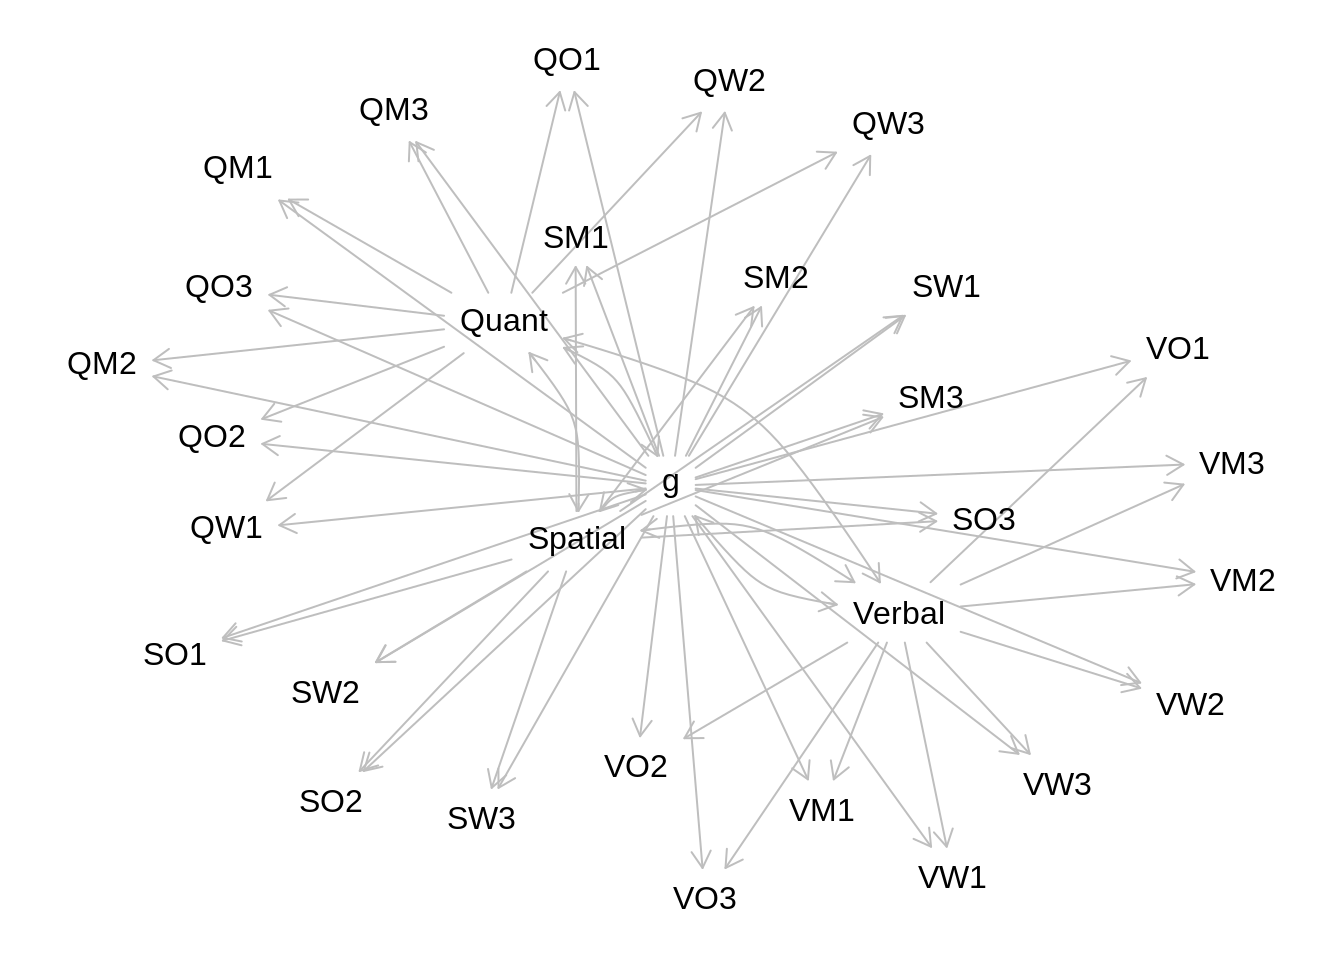 QO1
QW2
QM3
QW3
QM1
SM1
SM2
QO3
SW1
Quant
VO1
QM2
SM3
QO2
VM3
g
SO3
QW1
Spatial
VM2
Verbal
SO1
SW2
VW2
VO2
VW3
SO2
VM1
SW3
VW1
VO3